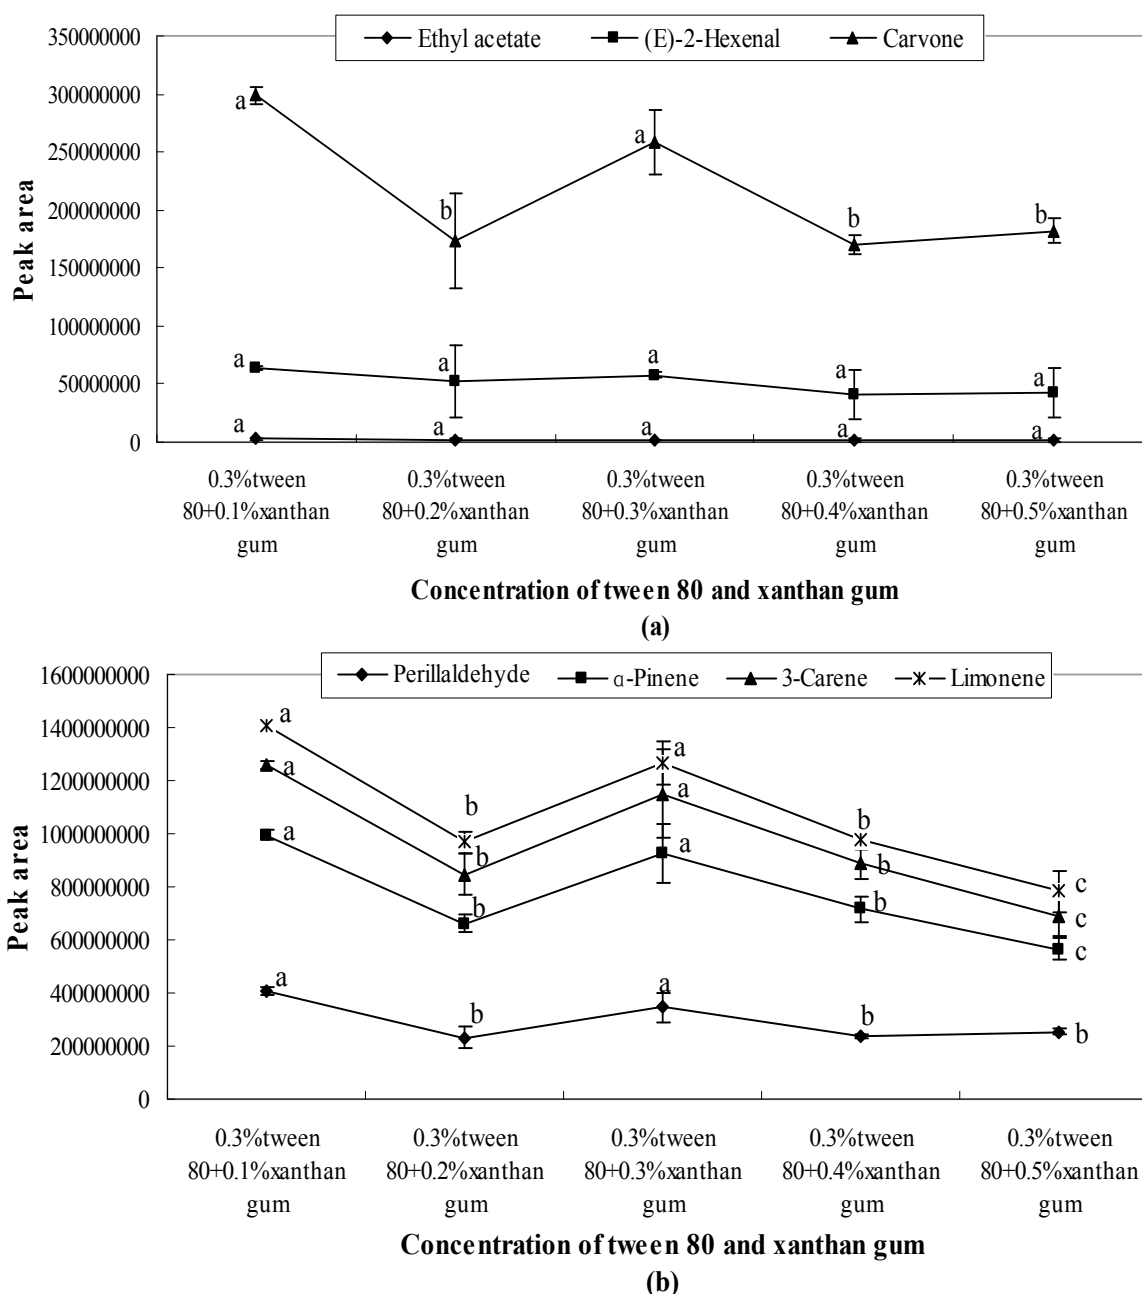 Ethyl acetate (E)-2-Hexenal Carvone
350000000
300000000
250000000
200000000
150000000
100000000
50000000
0
Peak area
a b a b b
a a a a a
a a a a a
0.3%tween 0.3%tween 0.3%tween 0.3%tween 0.3%tween
80+0.1%xanthan 80+0.2%xanthan 80+0.3%xanthan 80+0.4%xanthan 80+0.5%xanthan
gum gum gum gum gum
Concentration of tween 80 and xanthan gum
(a)
Perillaldehyde α-Pinene 3-Carene Limonene
1600000000
1400000000
1200000000
1000000000
800000000
600000000
400000000
200000000
0
Peak area
a b a b c
a b a b c
a b a b c
a b a b b
0.3%tween 0.3%tween 0.3%tween 0.3%tween 0.3%tween
80+0.1%xanthan 80+0.2%xanthan 80+0.3%xanthan 80+0.4%xanthan 80+0.5%xanthan
gum gum gum gum gum
Concentration of tween 80 and xanthan gum
(b)